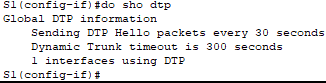 S1(config-if)#do sho dtp
Global DTP information
Sending DTP Hello packets every 30 seconds
Dynamic Trunk timeout is 300 seconds
1 interfaces using DTP
S1(config-if)#